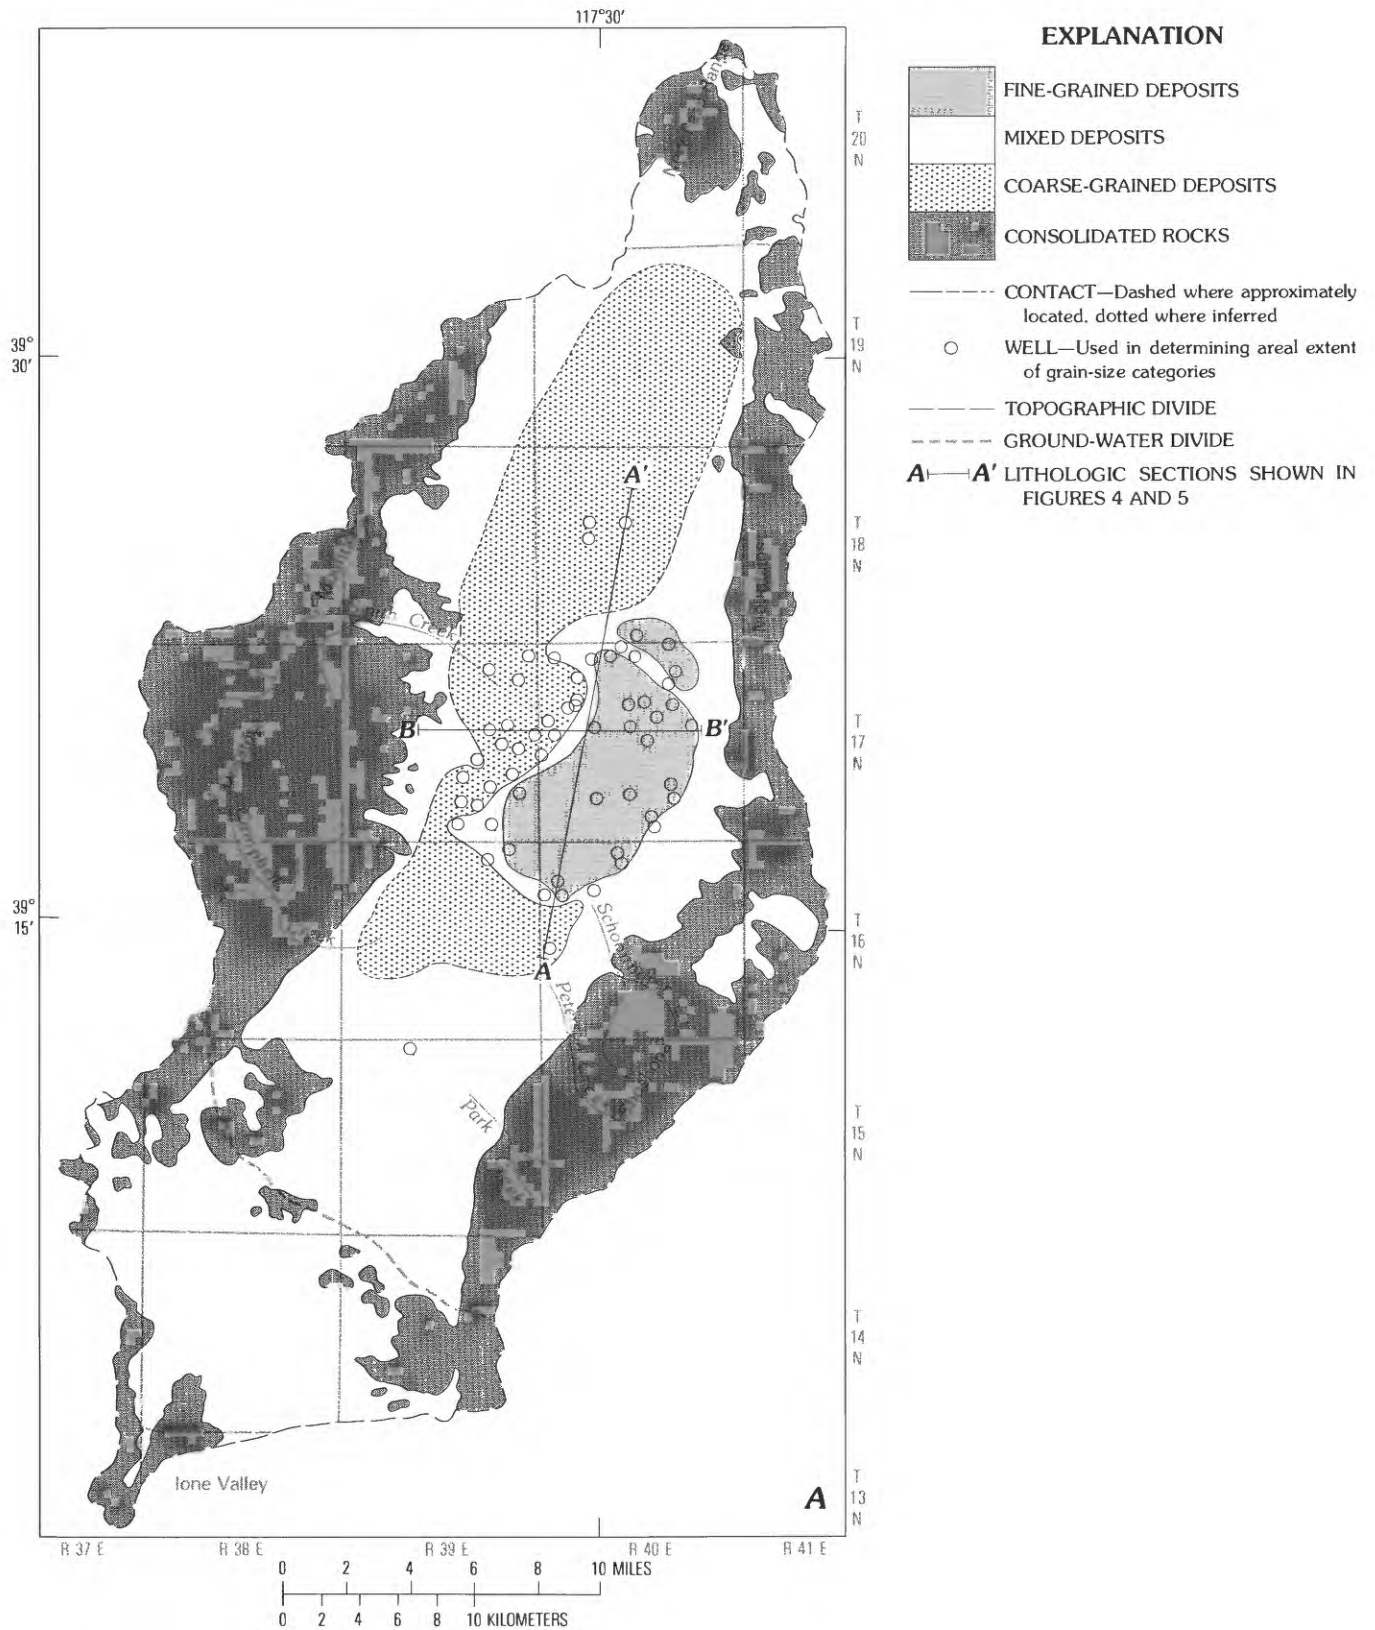 117°30'
EXPLANATION
FINE-GRAINED DEPOSITS
MIXED DEPOSITS
COARSE-GRAINED DEPOSITS
CONSOLIDATED ROCKS
CONTACT—Dashed where approximately
located, dotted where inferred
WELL—Used in determining areal extent
of grain-size categories
TOPOGRAPHIC DIVIDE
GROUND-WATER DIVIDE
A A' LITHOLOGIC SECTIONS SHOWN IN
FIGURES 4 AND 5
T
20
N
39°
30'
T
19
N
A'
T
18
N
Creek
B B'
T
17
N
39°
15'
T
16
N
A
Park
T
15
N
T
14
N
Ione Valley
A
T
13
N
R 37 E R 38 E R 39 E R 40 E R 41 E
0 2 4 6 8 10 MILES
0 2 4 6 8 10 KILOMETERS